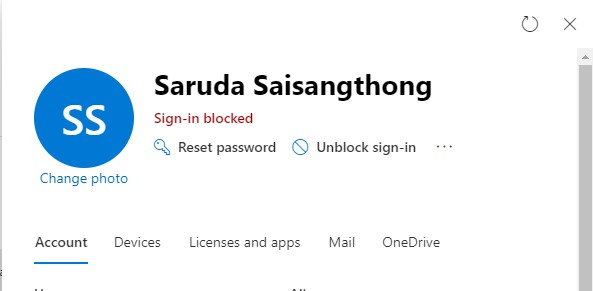 SS
Saruda Saisangthong
Sign-in blocked
Reset password Unblock sign-in ...
Change photo
Account Devices Licenses and apps Mail OneDrive